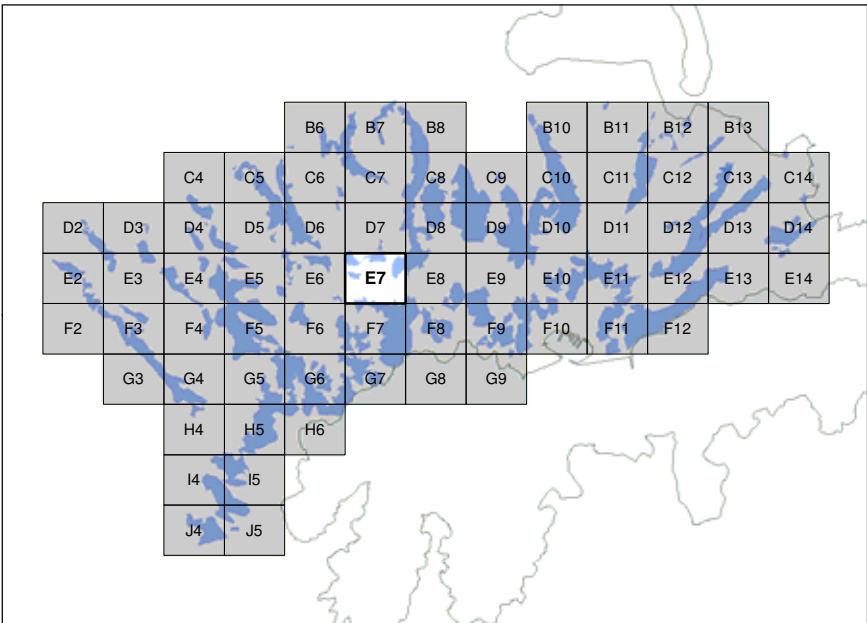 B6 B7 B8 B10 B11 B12 B13
C4 C5 C6 C7 C8 C9 C10 C11 C12 C13 C14
D2 D3 D4 D5 D6 D7 D8 D9 D10 D11 D12 D13 D14
E2 E3 E4 E5 E6 E7 E8 E9 E10 E11 E12 E13 E14
F2 F3 F4 F5 F6 F7 F8 F9 F10 F11 F12
G3 G4 G5 G6 G7 G8 G9
H4 H5 H6
I4 I5
J4 J5